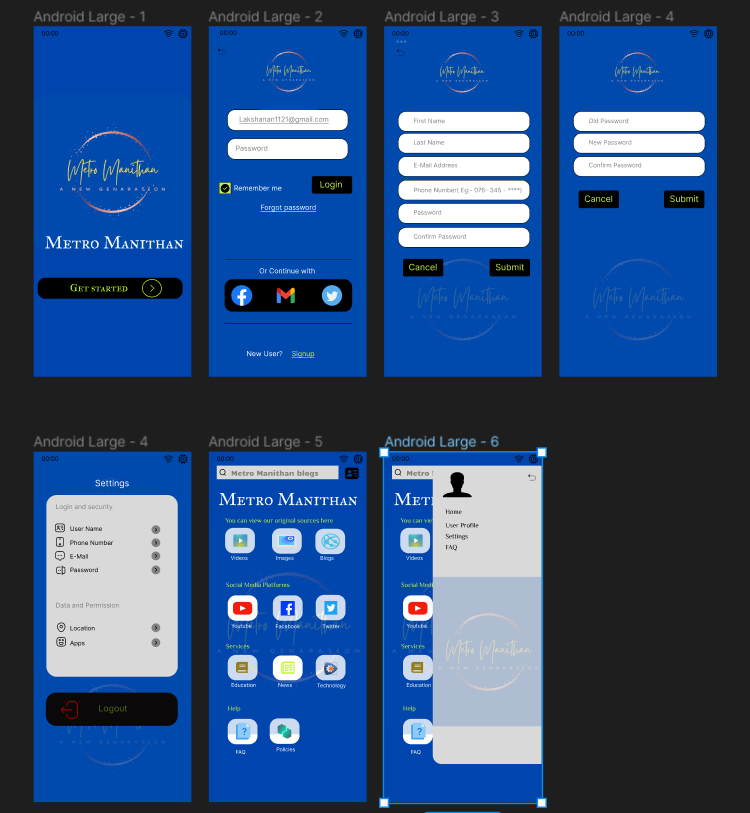 Android Large - 1
00:00
Metro Manithan
A NEW GENARASEON
Metro Manithan
Get started
Android Large - 2
00:00
Metro Manithan
A NEW GENARASEON
Lakshanan1121@gmail.com
Password
Remember me
Login
Forgot password
Or Continue with
New User? Signup
Android Large - 3
00:00
Metro Manithan
A NEW GENARASEON
First Name
Last Name
E-Mail Address
Phone Number( Eg:- 076- 345 - ****)
Password
Confirm Password
Cancel
Submit
Metro Manithan
A NEW GENARASEON
Android Large - 4
00:00
Metro Manithan
A NEW GENARASEON
Old Password
New Password
Confirm Password
Cancel
Submit
Metro Manithan
A NEW GENARASEON
Android Large - 4
00:00
Settings
Login and security
User Name
Phone Number
E-Mail
Password
Data and Permission
Location
Apps
Logout
A NEW GENARASEON
Android Large - 5
00:00
Metro Manithan blogs
Metro Manithan
You can view our original sources here
Videos
Images
Blogs
Social Media Platforms
Youtube
Facebook
Twitter
Metro Manithan
Services
Education
News
Technology
Help
FAQ
Policies
Android Large - 6
00:00
Metro
Metr
You can vie
Videos
Social Medi
Youtube
Services
Education
Help
FAQ
Home
User Profile
Settings
FAQ
Metro Manithan
A NEW GENARASEON